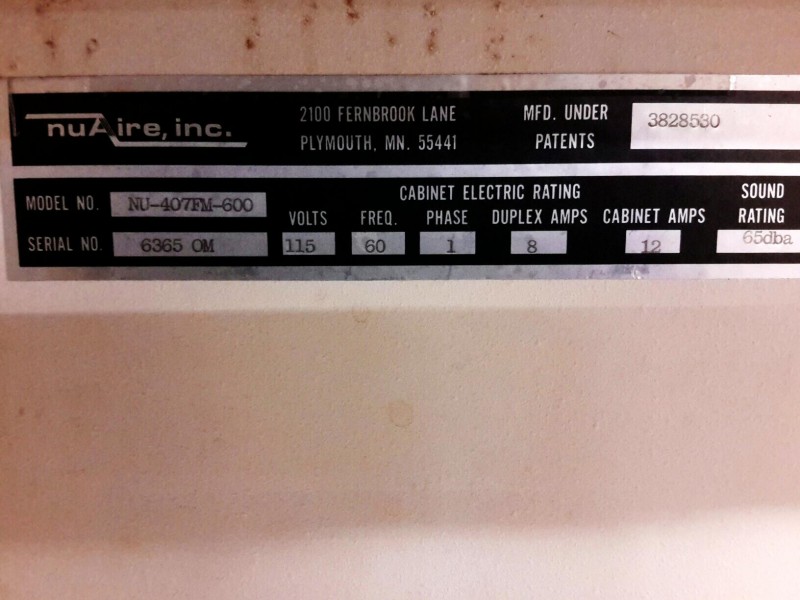 nuAire, inc.
2100 FERNBROOK LANE
PLYMOUTH, MN. 55441
MFD. UNDER
PATENTS
3828530
MODEL NO. NU-407FM-600
SERIAL NO. 6365 OM
CABINET ELECTRIC RATING
VOLTS FREQ. PHASE DUPLEX AMPS CABINET AMPS
115 60 1 8 12
SOUND
RATING
65dba